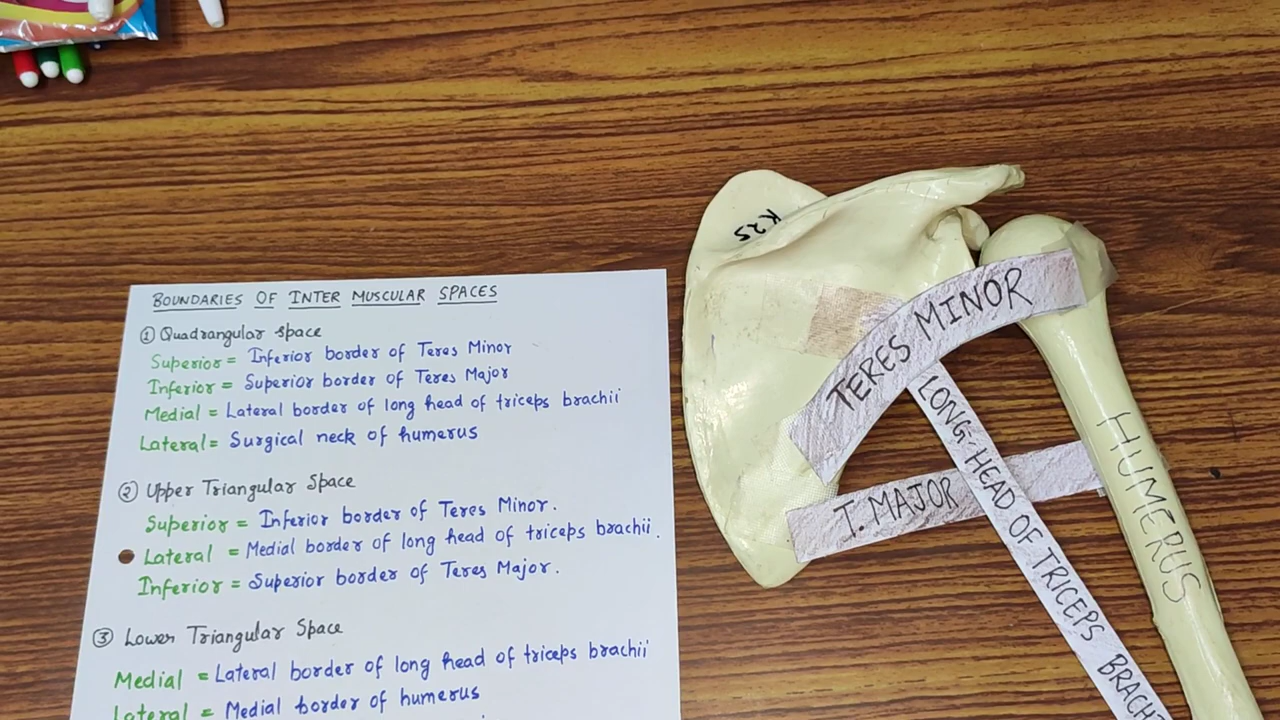 BOUNDARIES OF INTER MUSCULAR SPACES
① Quadrangular space
Superior = Inferior border of Teres Minor
Inferior = Superior border of Teres Major
Medial = Lateral border of long head of triceps brachii
Lateral = Surgical neck of humerus
② Upper Triangular Space
Superior = Inferior border of Teres Minor.
Lateral = Medial border of long head of triceps brachii.
Inferior = Superior border of Teres Major.
③ Lower Triangular Space
Medial = Lateral border of long head of triceps brachii
Lateral = Medial border of humerus
K25
TERES MINOR
T. MAJOR
LONG HEAD OF TRICEPS BRACHI
HUMERUS